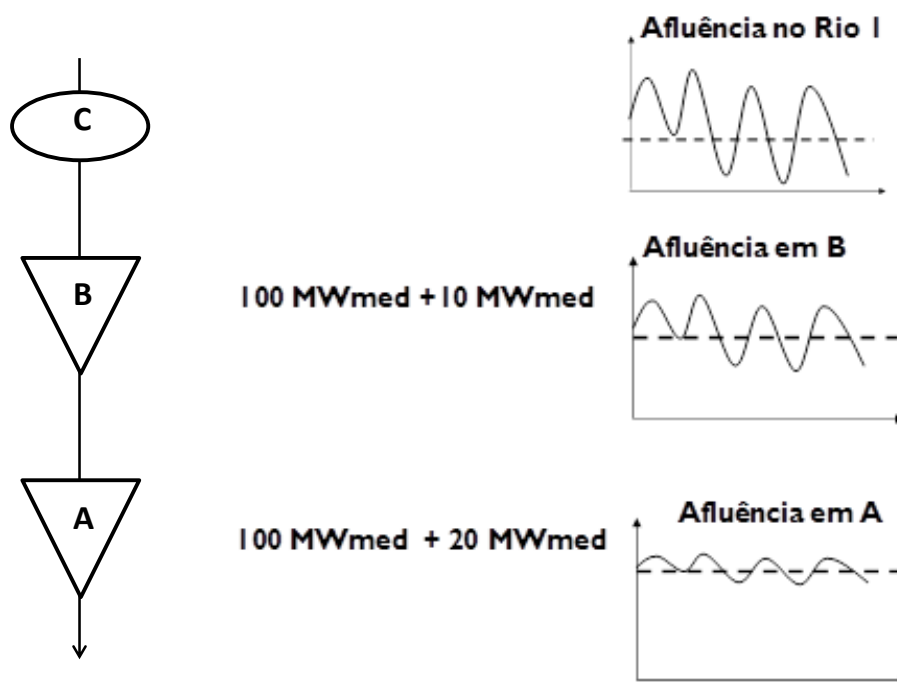 Afluência no Rio 1
C
Afluência em B
B
100 MWmed +10 MWmed
Afluência em A
A
100 MWmed + 20 MWmed